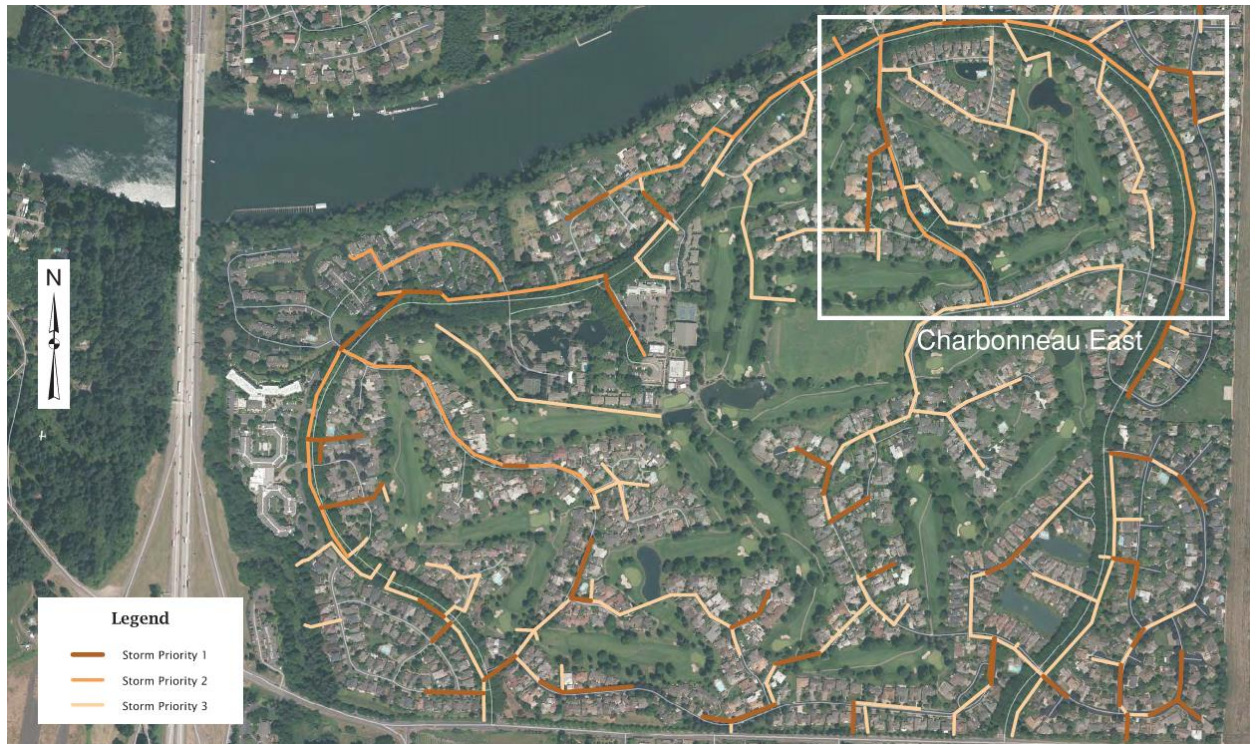 Charbonneau East
N
Legend
Storm Priority 1
Storm Priority 2
Storm Priority 3